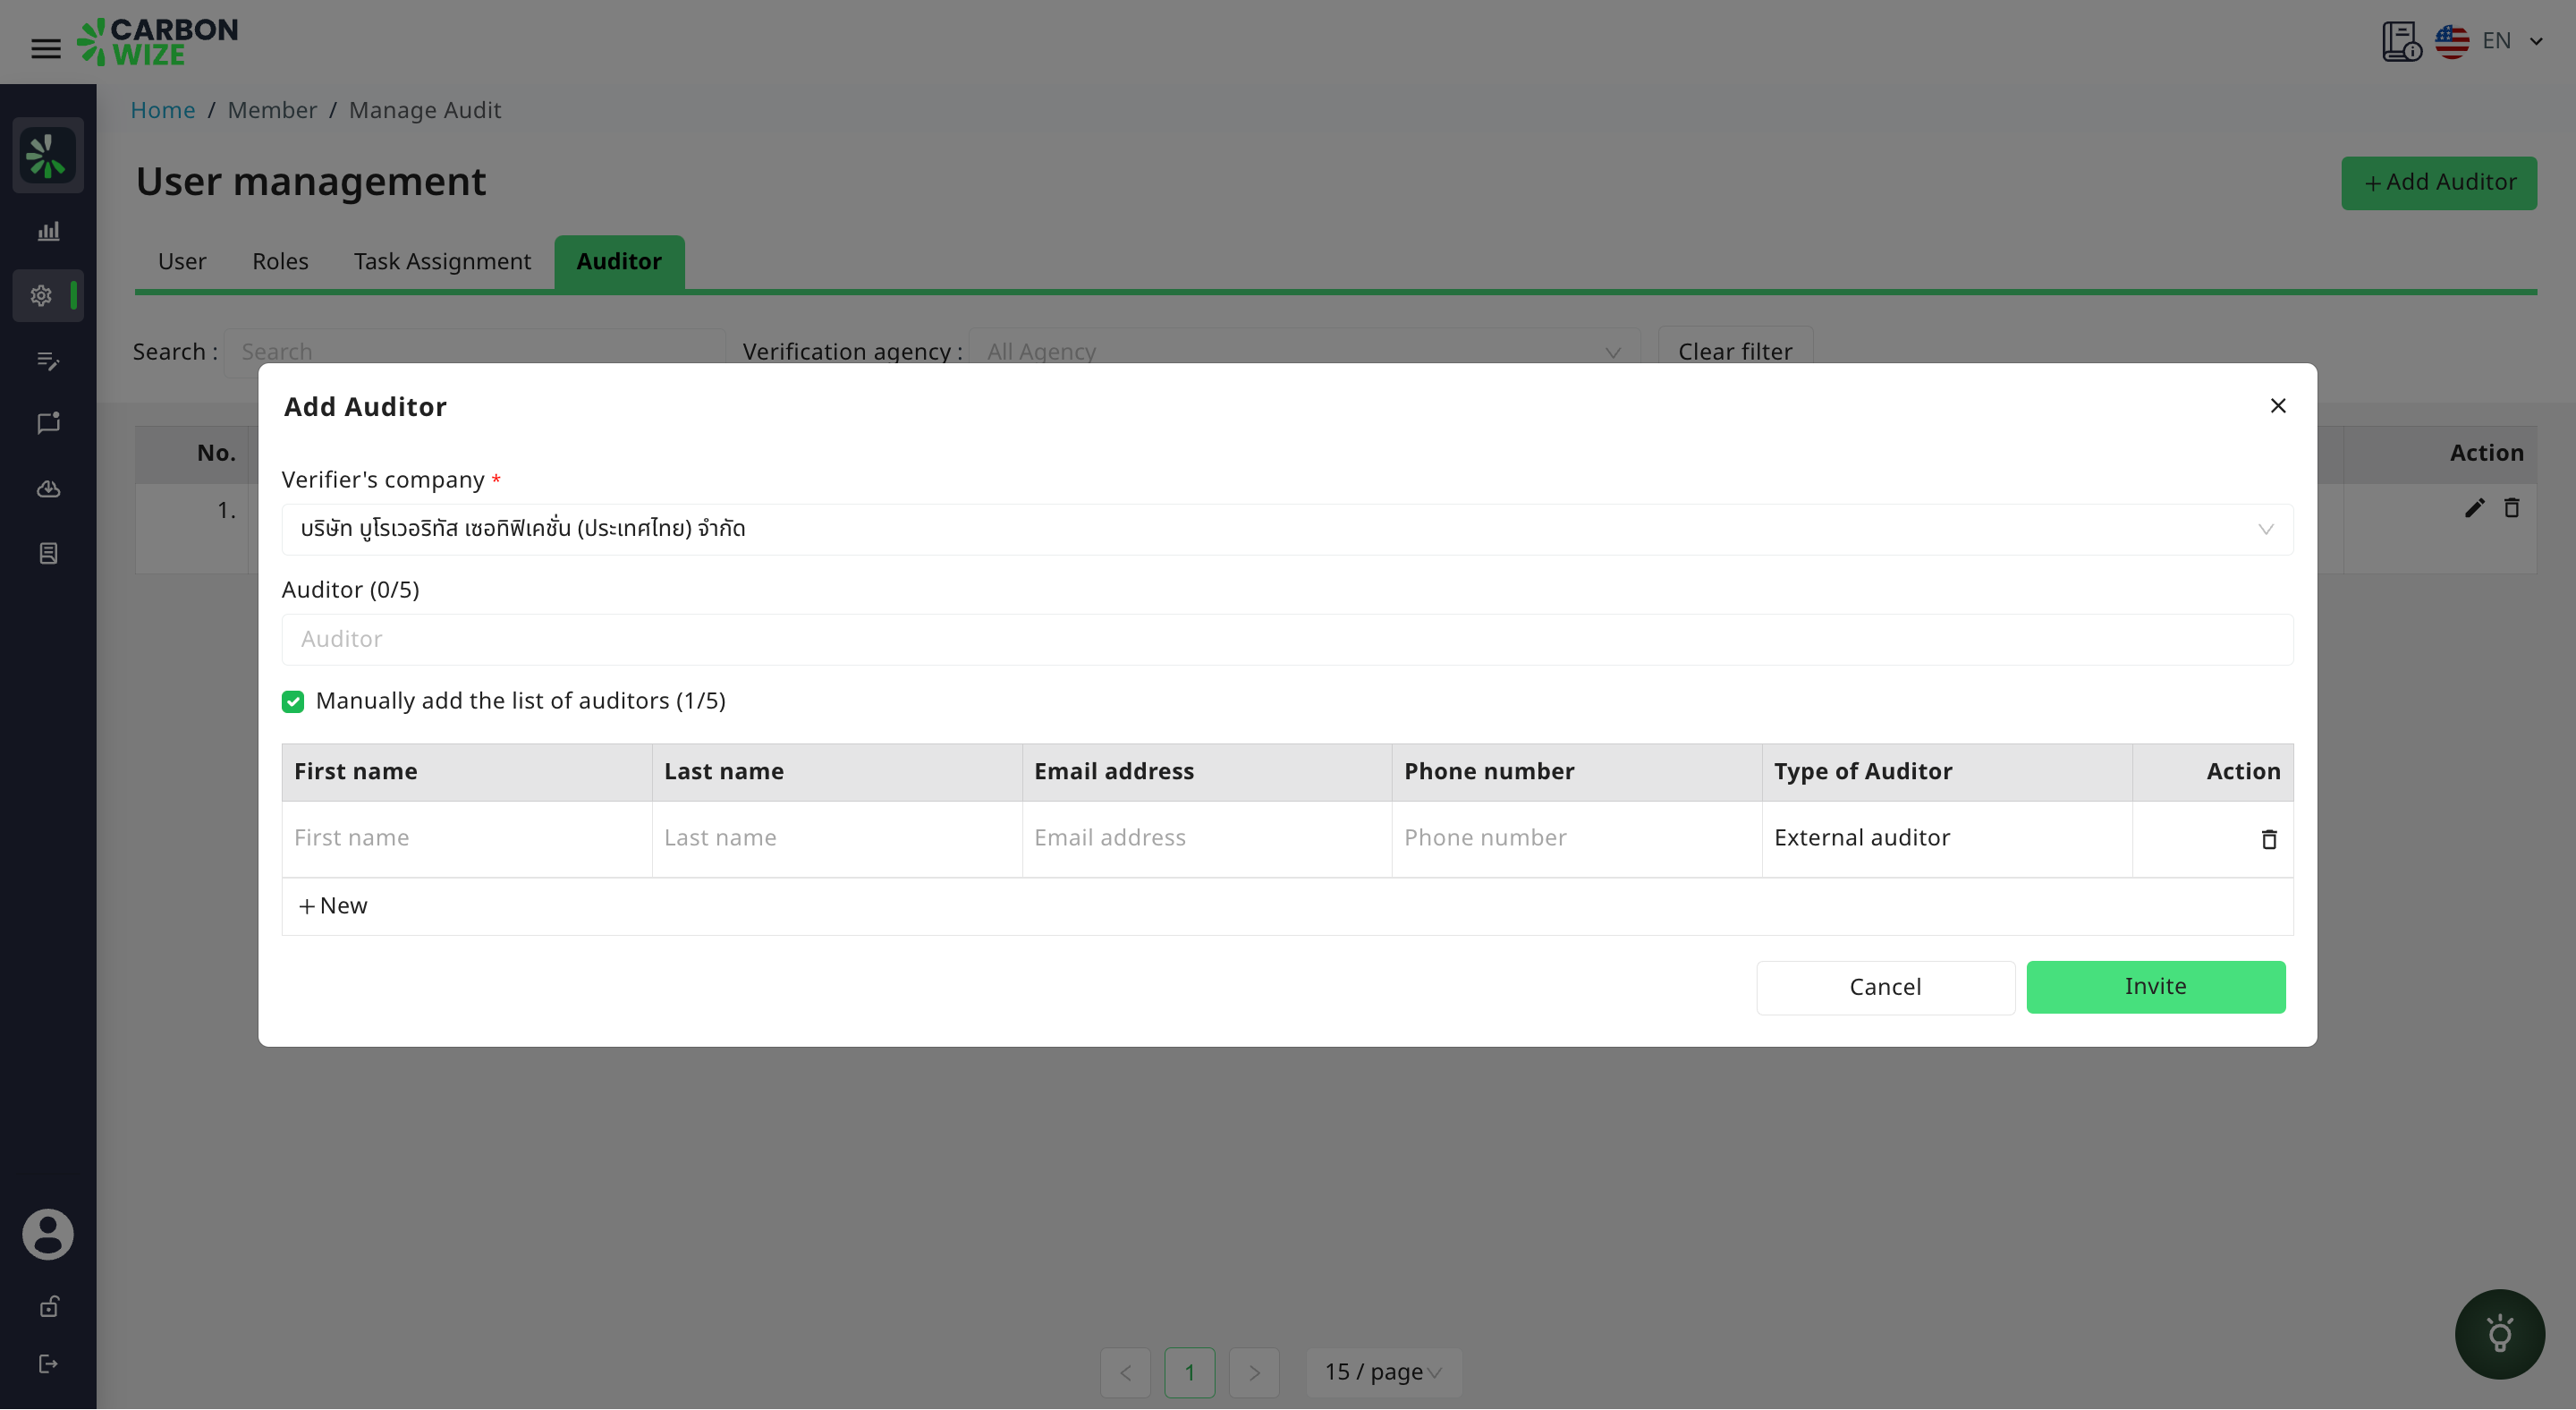 CARBON
WIZE
EN
Home / Member / Manage Audit
User management
+ Add Auditor
User Roles Task Assignment Auditor
Search : Search Verification agency : All Agency Clear filter
No. Action
1.
Add Auditor
Verifier's company *
บริษัท บูโรเวอริทัส เซอทิฟิเคชั่น (ประเทศไทย) จำกัด
Auditor (0/5)
Auditor
Manually add the list of auditors (1/5)
First name Last name Email address Phone number Type of Auditor Action
First name Last name Email address Phone number External auditor
+ New
Cancel Invite
< 1 > 15 / page